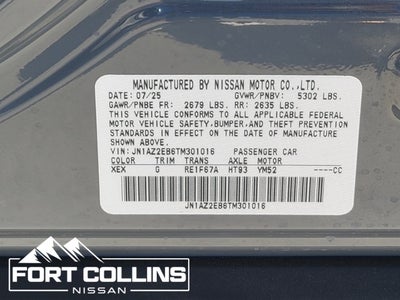 MANUFACTURED BY NISSAN MOTOR CO.,LTD.
DATE: 07/25 GVWR/PNBV: 5302 LBS.
GAWR/PNBE FR: 2679 LBS. RR: 2635 LBS.
THIS VEHICLE CONFORMS TO ALL APPLICABLE FEDERAL
MOTOR VEHICLE SAFETY,BUMPER,AND THEFT PREVENTION
STANDARDS IN EFFECT ON THE DATE OF
MANUFACTURE SHOWN ABOVE.
VIN: JN1AZ2EB6TM301016 PASSENGER CAR
COLOR TRIM TRANS AXLE MOTOR
XEX G RE1F67A HT93 YM52 ----CC
JN1AZ2EB6TM301016
FORT COLLINS
NISSAN